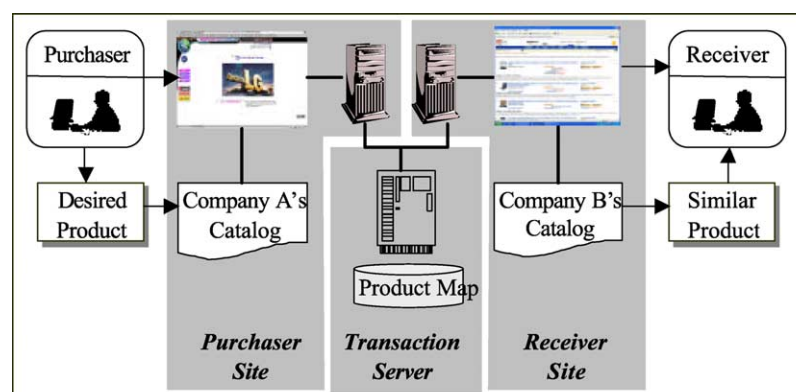 Purchaser
Receiver
Desired
Product
Company A's
Catalog
Company B's
Catalog
Similar
Product
Product Map
Purchaser
Site
Transaction
Server
Receiver
Site